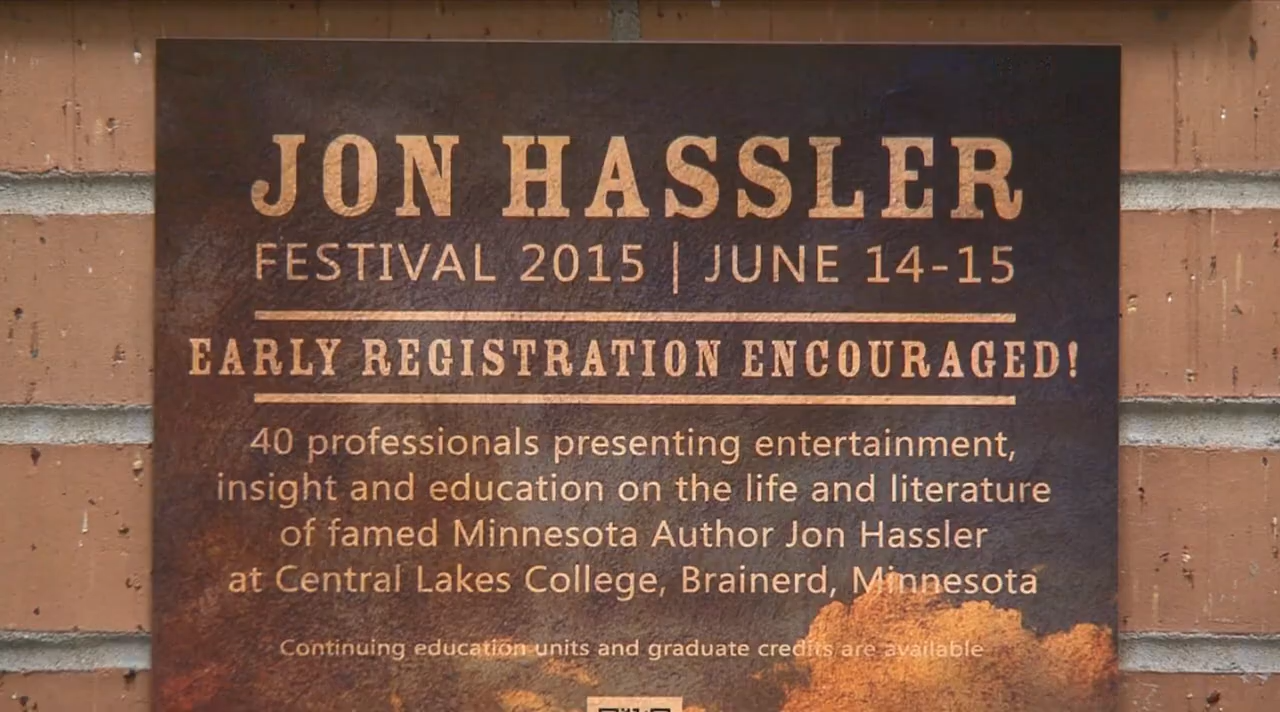 JON HASSLER
FESTIVAL 2015 | JUNE 14-15
EARLY REGISTRATION ENCOURAGED!
40 professionals presenting entertainment,
insight and education on the life and literature
of famed Minnesota Author Jon Hassler
at Central Lakes College, Brainerd, Minnesota
Continuing education units and graduate credits are available